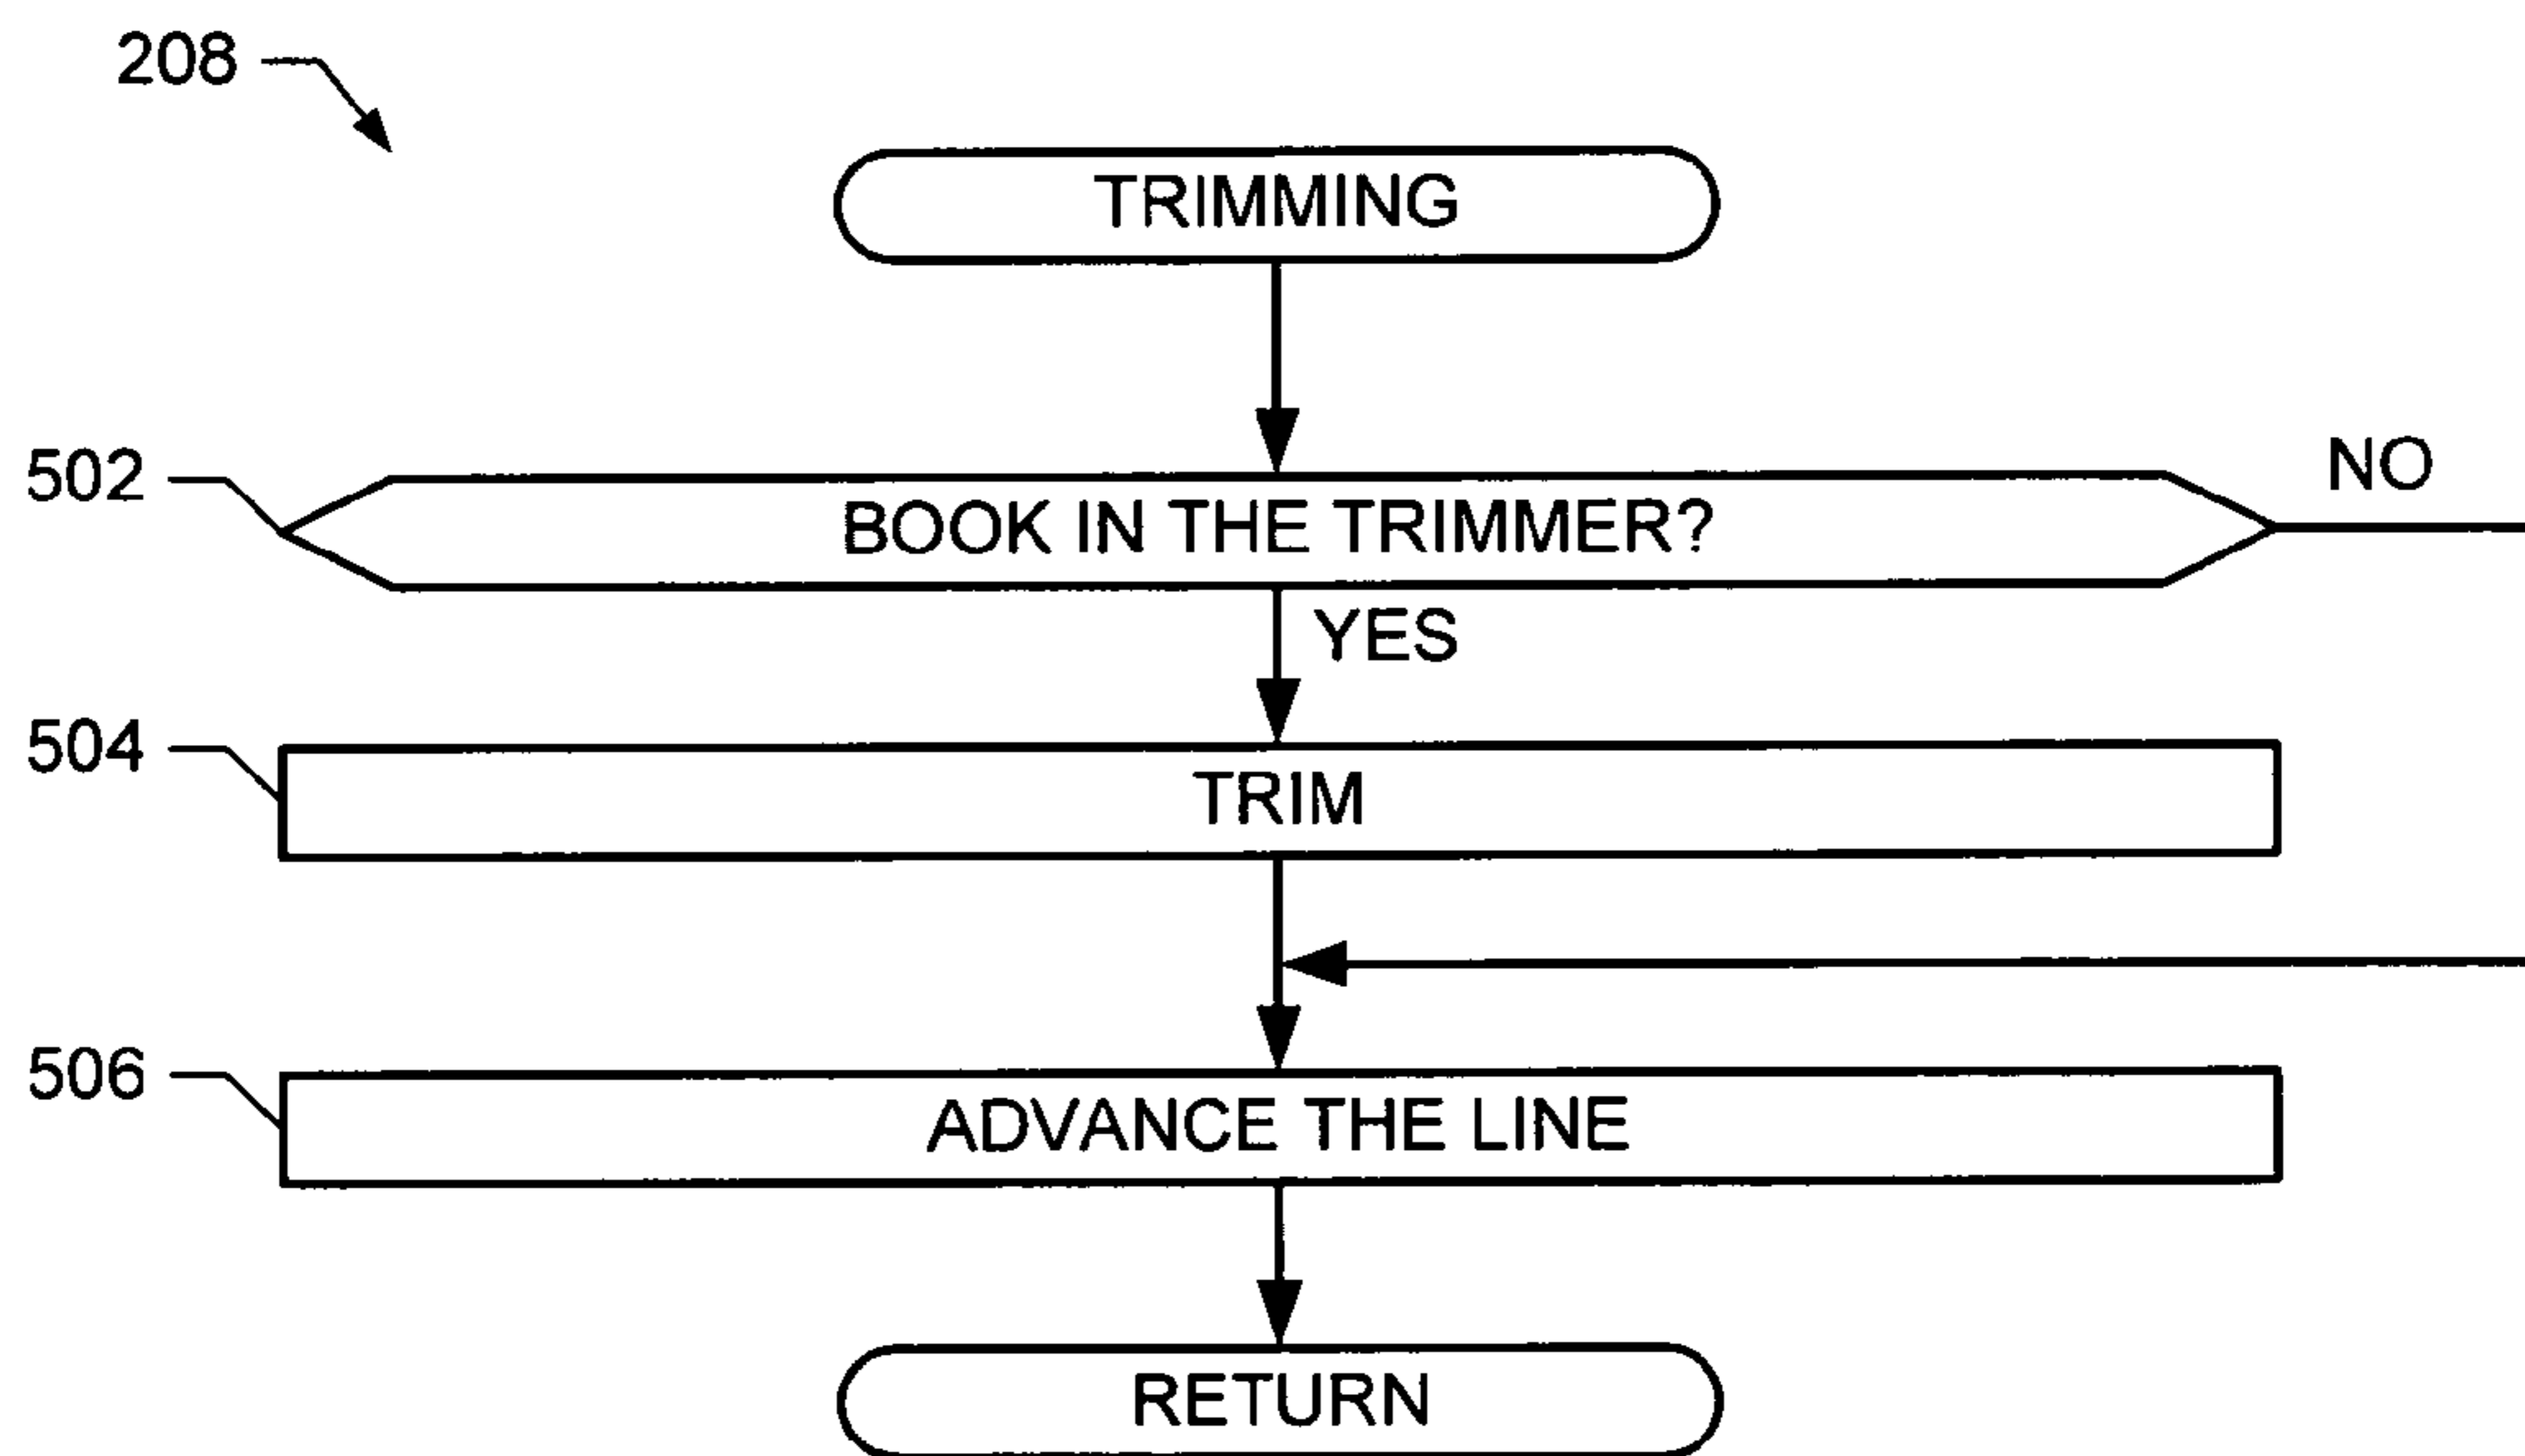 208
TRIMMING
502
BOOK IN THE TRIMMER?
NO
YES
504
TRIM
506
ADVANCE THE LINE
RETURN